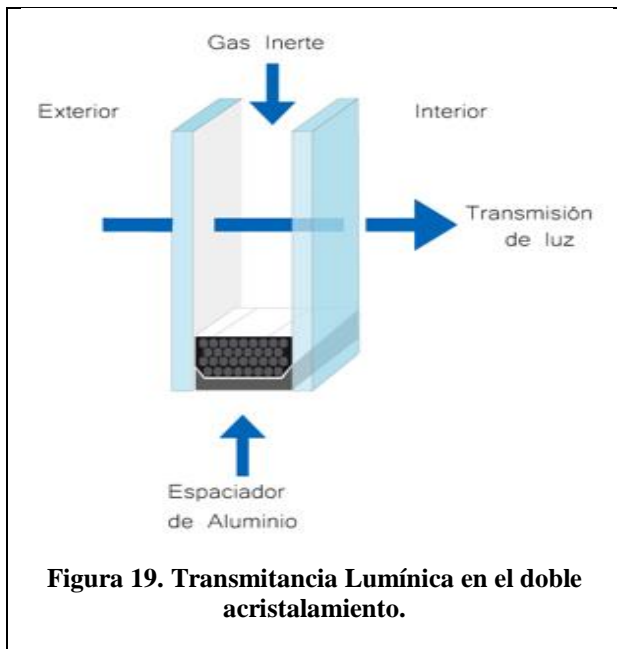 Gas Inerte
Exterior
Interior
Transmisión
de luz
Espaciador
de Aluminio
Figura 19. Transmitancia Lumínica en el doble
acristalamiento.